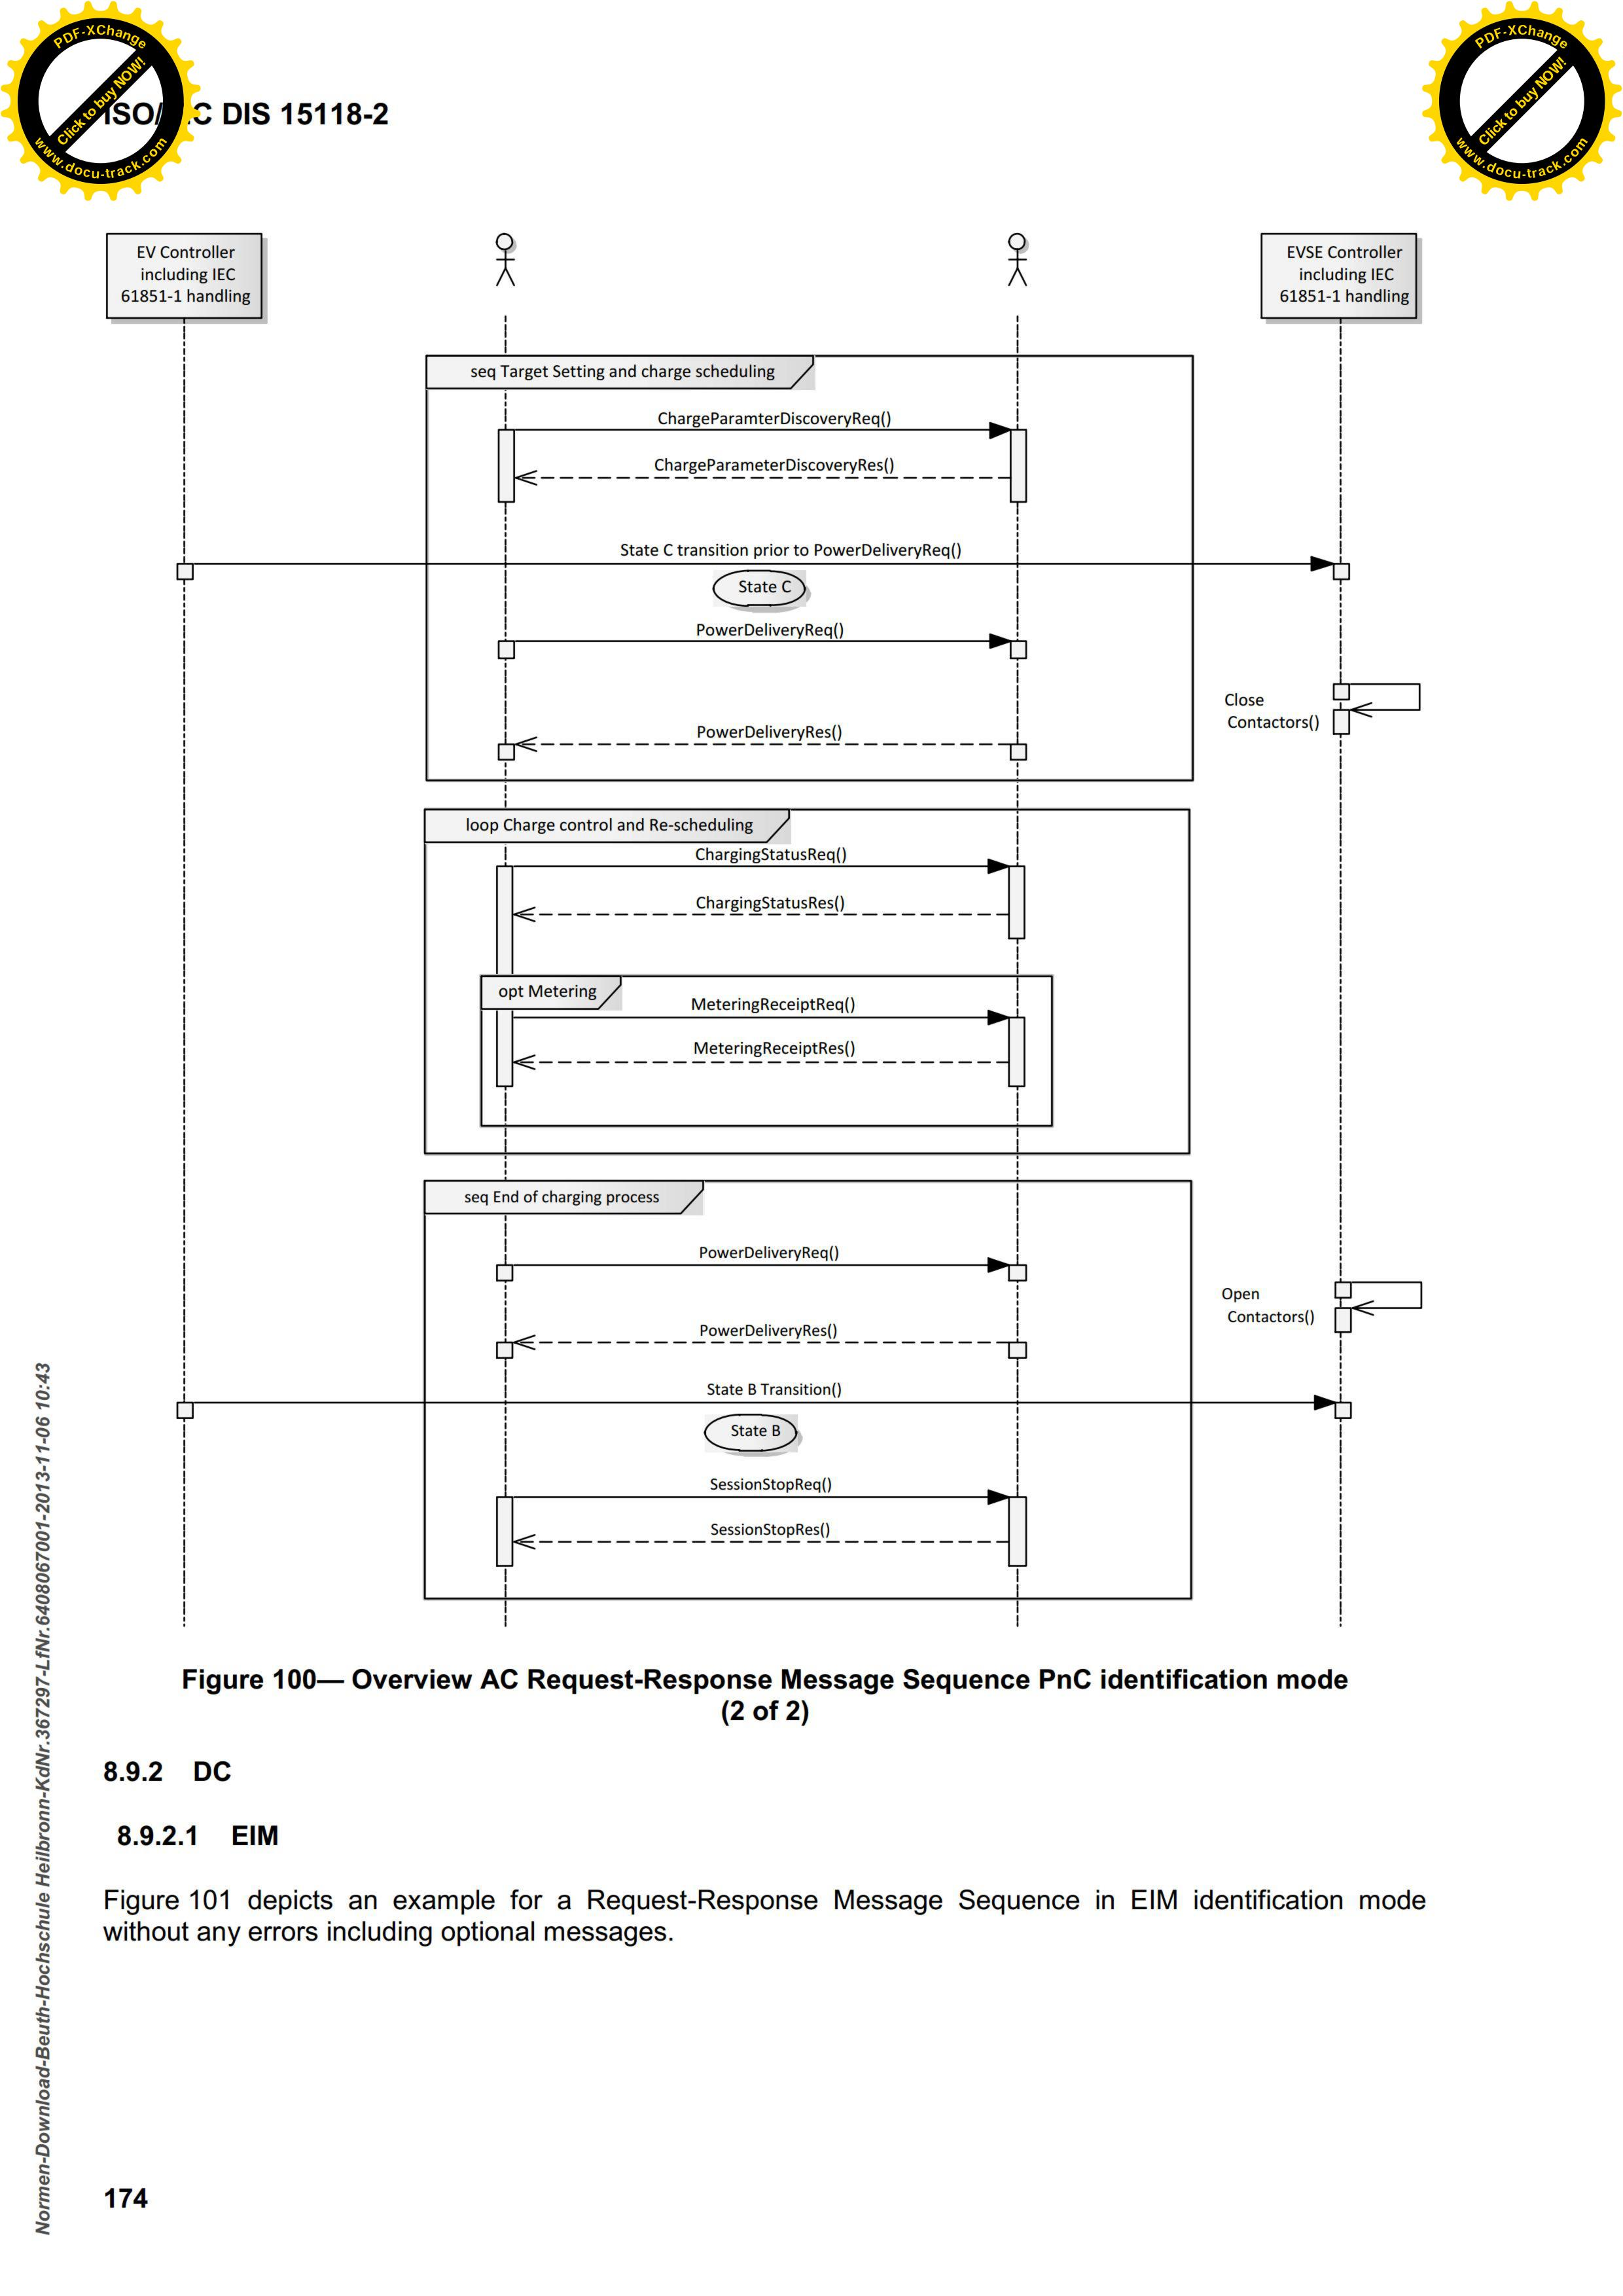 PDF-XChange
Click to buy NOW!
www.docu-track.com
PDF-XChange
Click to buy NOW!
www.docu-track.com
C DIS 15118-2
EV Controller
including IEC
61851-1 handling
EVSE Controller
including IEC
61851-1 handling
seq Target Setting and charge scheduling
ChargeParamterDiscoveryReq()
ChargeParameterDiscoveryRes()
State C transition prior to PowerDeliveryReq()
State C
PowerDeliveryReq()
Close
Contactors()
PowerDeliveryRes()
loop Charge control and Re-scheduling
ChargingStatusReq()
ChargingStatusRes()
opt Metering
MeteringReceiptReq()
MeteringReceiptRes()
seq End of charging process
PowerDeliveryReq()
Open
Contactors()
PowerDeliveryRes()
State B Transition()
State B
SessionStopReq()
SessionStopRes()
Figure 100— Overview AC Request-Response Message Sequence PnC identification mode
(2 of 2)
8.9.2 DC
8.9.2.1 EIM
Figure 101 depicts an example for a Request-Response Message Sequence in EIM identification mode
without any errors including optional messages.
Normen-Download-Beuth-Hochschule Heilbronn-KdNr.367297-LfNr.6408067001-2013-11-06 10:43
174